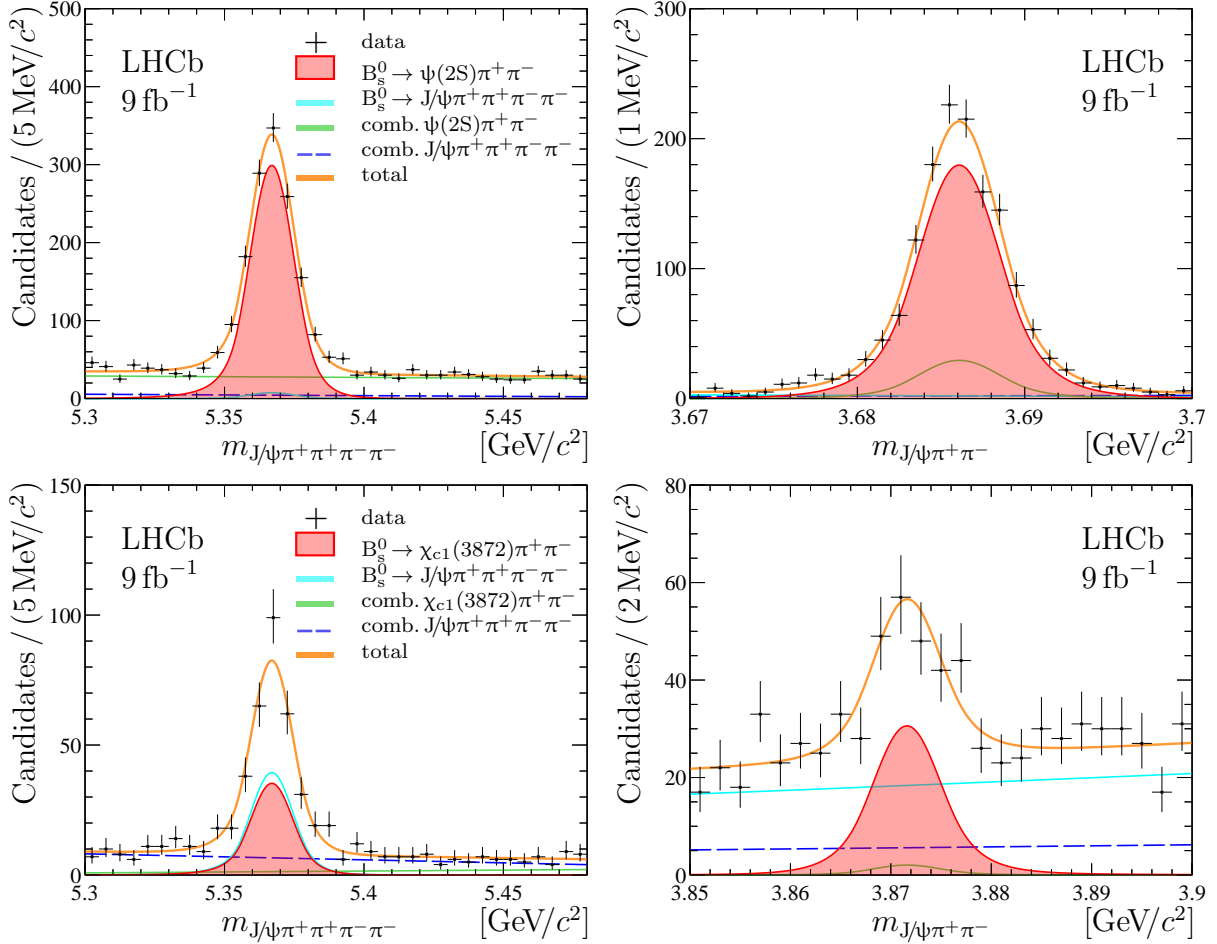 Candidates / (5 MeV/c²)
500
400
300
200
100
0
LHCb
9 fb⁻¹
data
B⁰ₛ → ψ(2S)π⁺π⁻
B⁰ₛ → J/ψπ⁺π⁺π⁻π⁻
comb. ψ(2S)π⁺π⁻
comb. J/ψπ⁺π⁺π⁻π⁻
total
5.3 5.35 5.4 5.45
m_J/ψπ⁺π⁺π⁻π⁻ [GeV/c²]
Candidates / (1 MeV/c²)
300
200
100
0
LHCb
9 fb⁻¹
3.67 3.68 3.69 3.7
m_J/ψπ⁺π⁻ [GeV/c²]
Candidates / (5 MeV/c²)
150
100
50
0
LHCb
9 fb⁻¹
data
B⁰ₛ → χc1(3872)π⁺π⁻
B⁰ₛ → J/ψπ⁺π⁺π⁻π⁻
comb. χc1(3872)π⁺π⁻
comb. J/ψπ⁺π⁺π⁻π⁻
total
5.3 5.35 5.4 5.45
m_J/ψπ⁺π⁺π⁻π⁻ [GeV/c²]
Candidates / (2 MeV/c²)
80
60
40
20
0
LHCb
9 fb⁻¹
3.85 3.86 3.87 3.88 3.89 3.9
m_J/ψπ⁺π⁻ [GeV/c²]